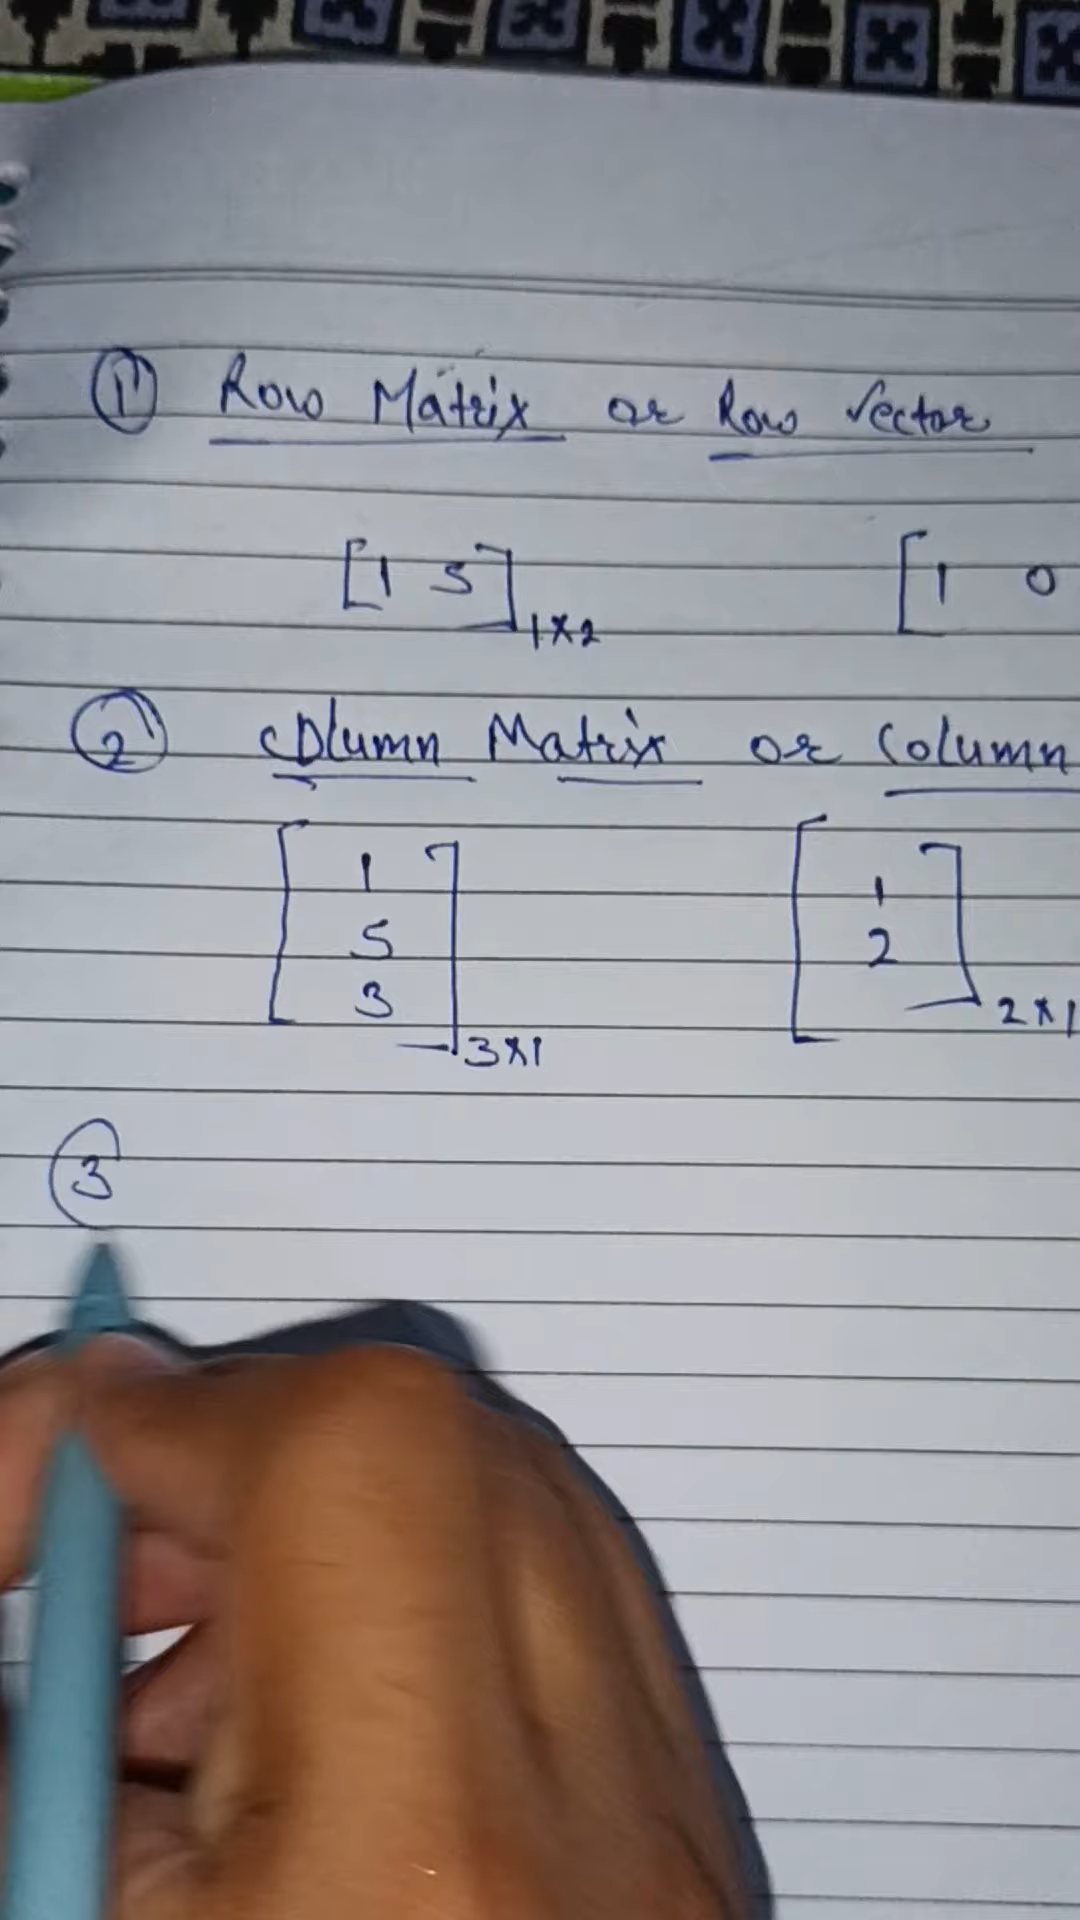 ① Row Matrix or Row Vector
[1 5]1×2 [1 0
② Column Matrix or Column
[1 5 3]3×1 [1 2]2×1
③